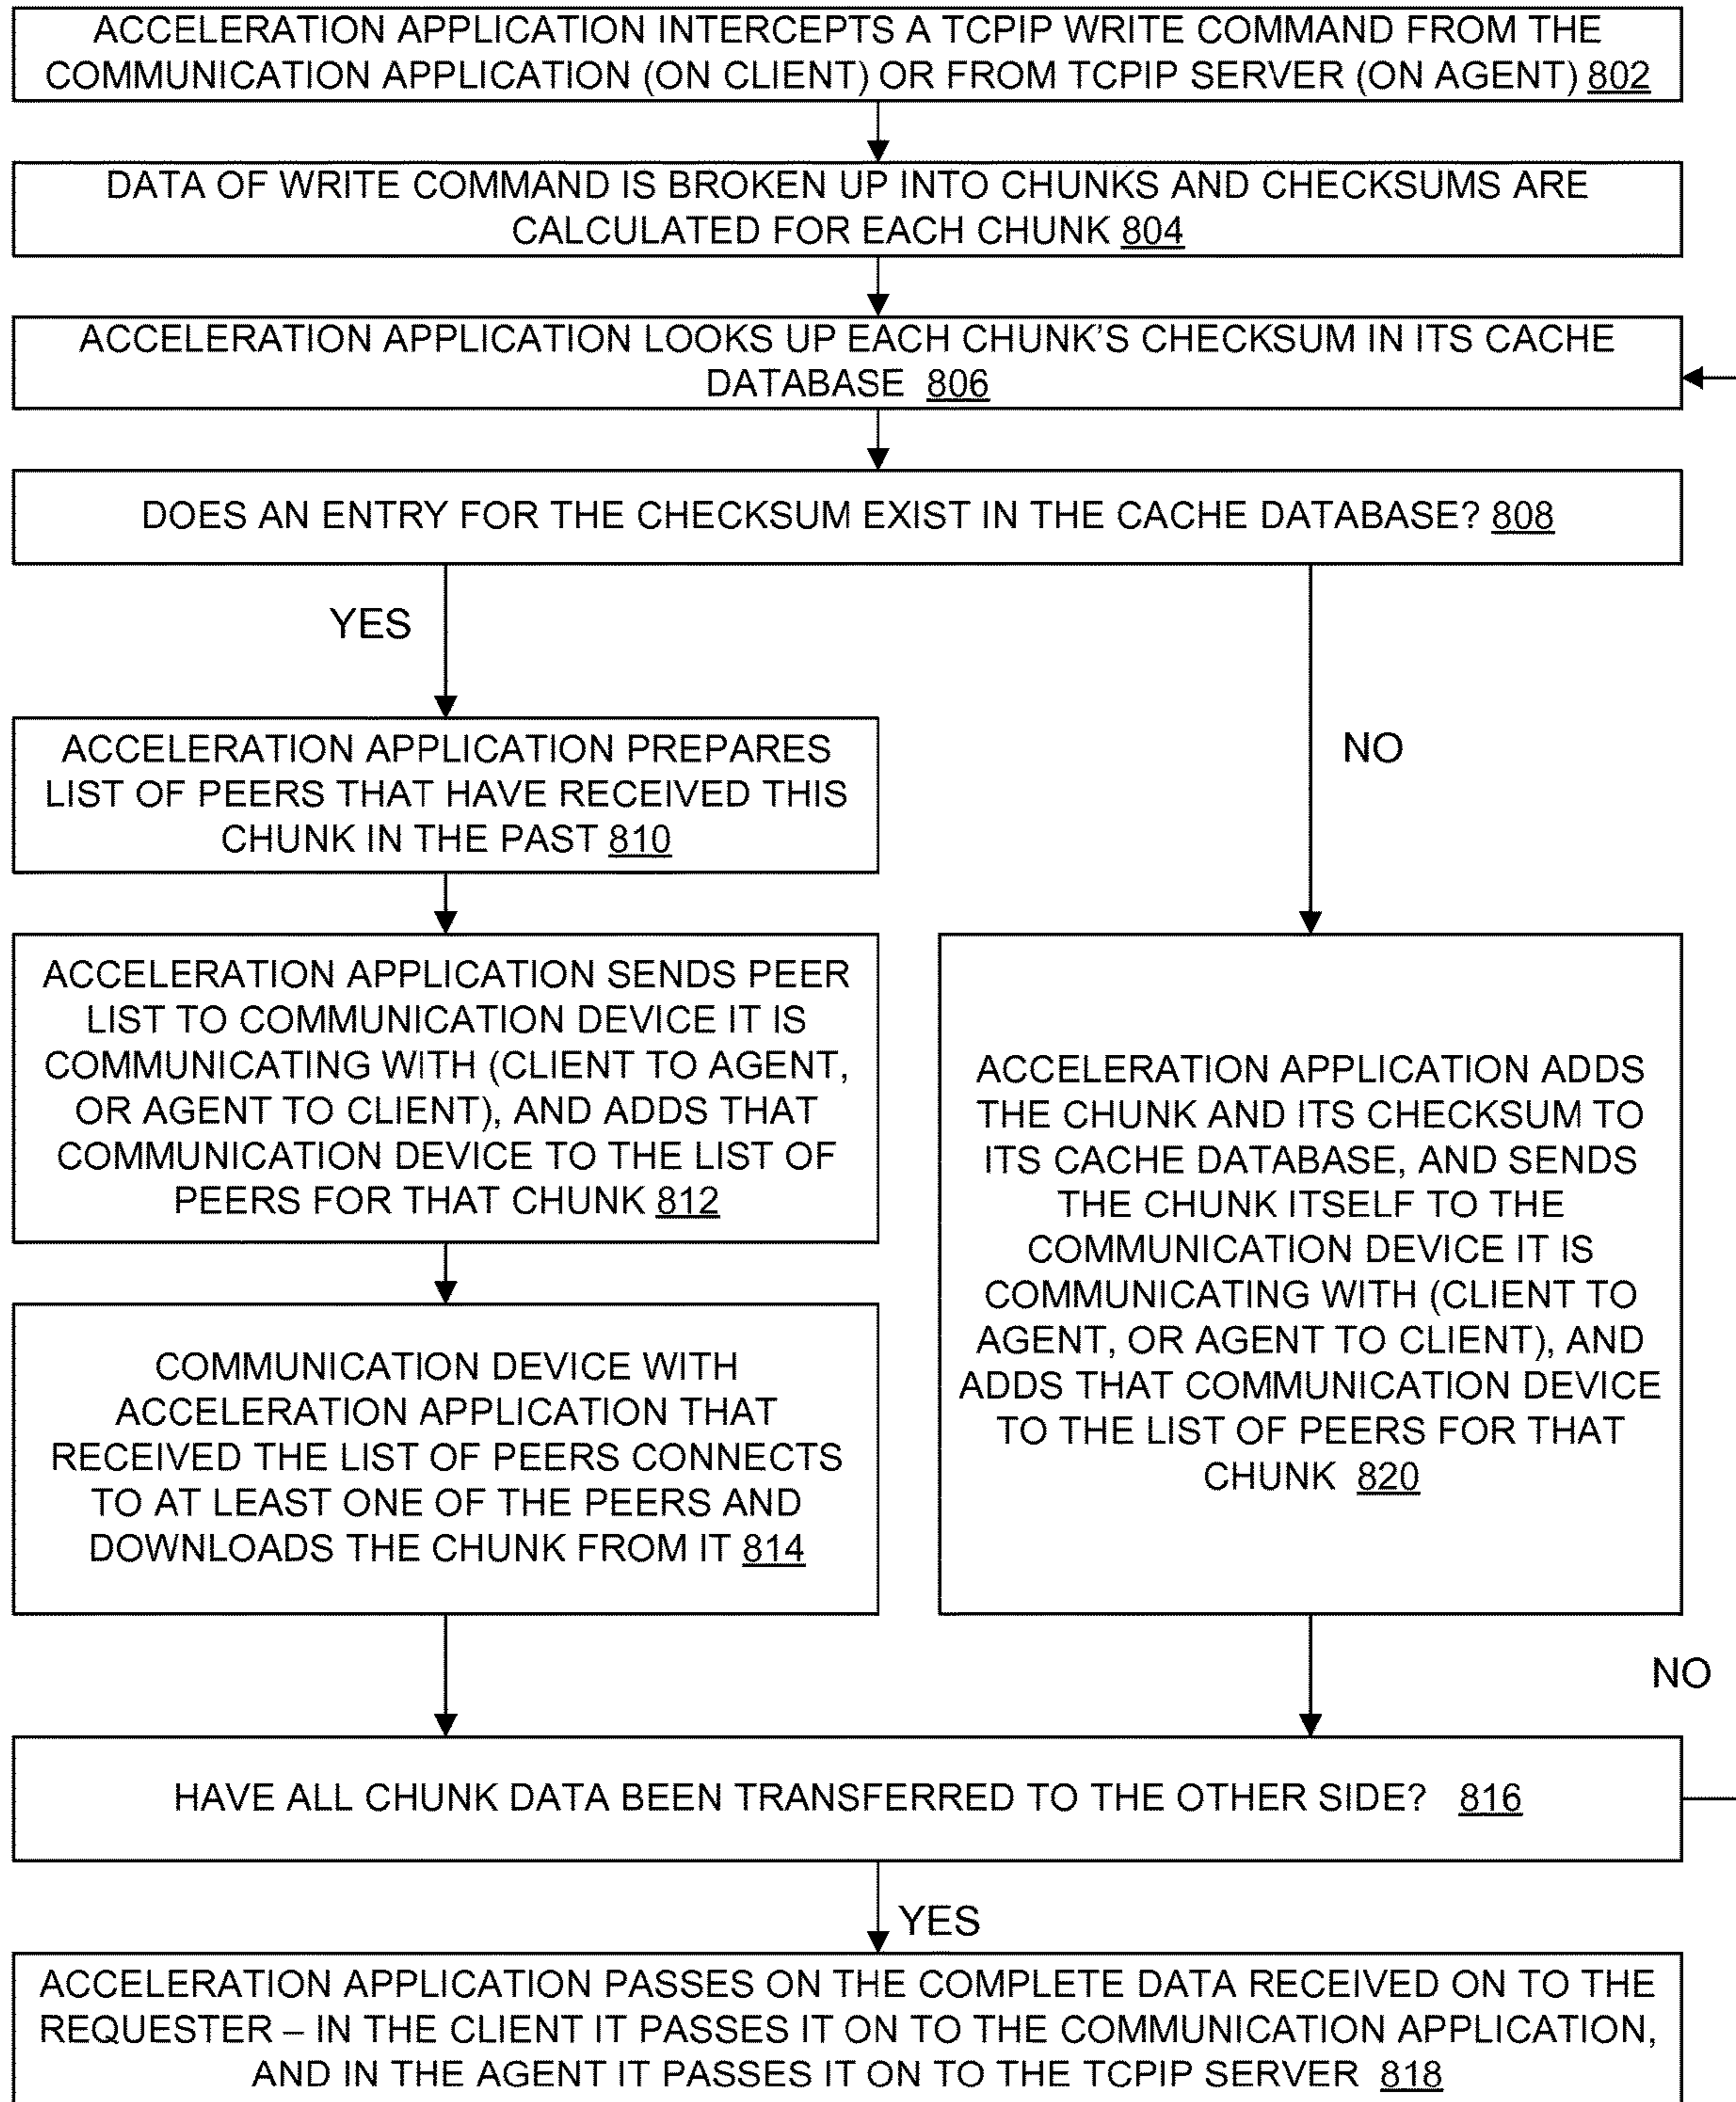 ACCELERATION APPLICATION INTERCEPTS A TCPIP WRITE COMMAND FROM THE
COMMUNICATION APPLICATION (ON CLIENT) OR FROM TCPIP SERVER (ON AGENT) 802
DATA OF WRITE COMMAND IS BROKEN UP INTO CHUNKS AND CHECKSUMS ARE
CALCULATED FOR EACH CHUNK 804
ACCELERATION APPLICATION LOOKS UP EACH CHUNK'S CHECKSUM IN ITS CACHE
DATABASE 806
DOES AN ENTRY FOR THE CHECKSUM EXIST IN THE CACHE DATABASE? 808
YES
ACCELERATION APPLICATION PREPARES
LIST OF PEERS THAT HAVE RECEIVED THIS
CHUNK IN THE PAST 810
ACCELERATION APPLICATION SENDS PEER
LIST TO COMMUNICATION DEVICE IT IS
COMMUNICATING WITH (CLIENT TO AGENT,
OR AGENT TO CLIENT), AND ADDS THAT
COMMUNICATION DEVICE TO THE LIST OF
PEERS FOR THAT CHUNK 812
COMMUNICATION DEVICE WITH
ACCELERATION APPLICATION THAT
RECEIVED THE LIST OF PEERS CONNECTS
TO AT LEAST ONE OF THE PEERS AND
DOWNLOADS THE CHUNK FROM IT 814
NO
ACCELERATION APPLICATION ADDS
THE CHUNK AND ITS CHECKSUM TO
ITS CACHE DATABASE, AND SENDS
THE CHUNK ITSELF TO THE
COMMUNICATION DEVICE IT IS
COMMUNICATING WITH (CLIENT TO
AGENT, OR AGENT TO CLIENT), AND
ADDS THAT COMMUNICATION DEVICE
TO THE LIST OF PEERS FOR THAT
CHUNK 820
NO
HAVE ALL CHUNK DATA BEEN TRANSFERRED TO THE OTHER SIDE? 816
YES
ACCELERATION APPLICATION PASSES ON THE COMPLETE DATA RECEIVED ON TO THE
REQUESTER – IN THE CLIENT IT PASSES IT ON TO THE COMMUNICATION APPLICATION,
AND IN THE AGENT IT PASSES IT ON TO THE TCPIP SERVER 818